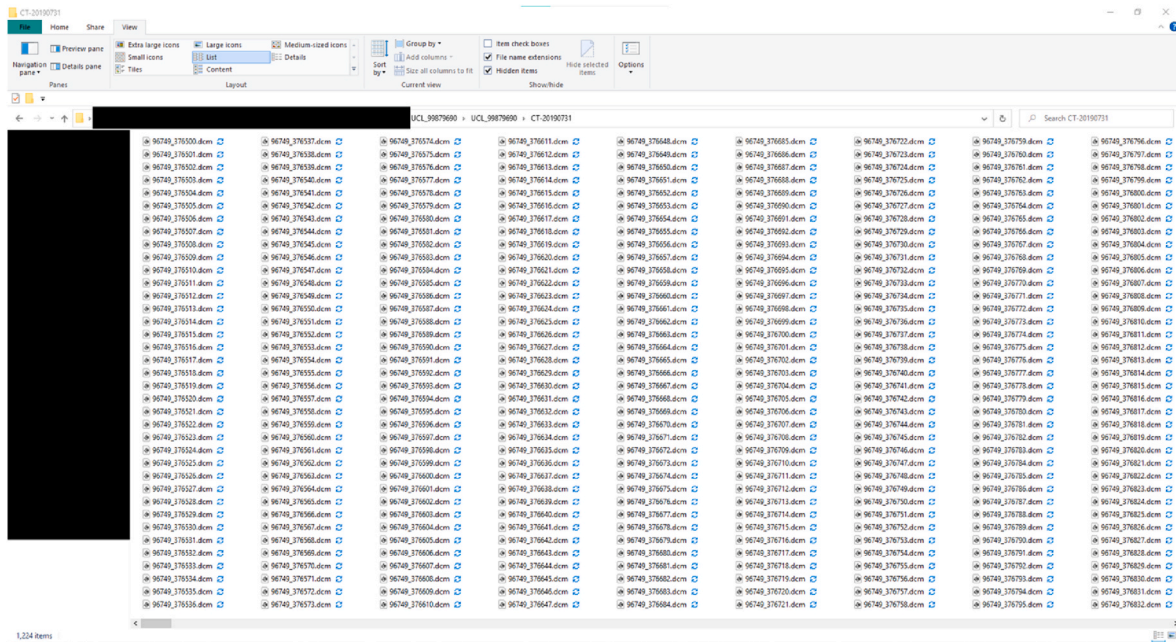 CT-20190731
File Home Share View
Navigation pane
Preview pane
Details pane
Panes
Extra large icons Large icons Medium-sized icons
Small icons List Details
Tiles Content
Layout
Sort by
Group by
Add columns
Size all columns to fit
Current view
Item check boxes
File name extensions
Hidden items
Hide selected items
Show/hide
Options
UCL_99879690 › UCL_99879690 › CT-20190731
Search CT-20190731
96749_376500.dcm 96749_376537.dcm 96749_376574.dcm 96749_376611.dcm 96749_376648.dcm 96749_376685.dcm 96749_376722.dcm 96749_376759.dcm 96749_376796.dcm
96749_376501.dcm 96749_376538.dcm 96749_376575.dcm 96749_376612.dcm 96749_376649.dcm 96749_376686.dcm 96749_376723.dcm 96749_376760.dcm 96749_376797.dcm
96749_376502.dcm 96749_376539.dcm 96749_376576.dcm 96749_376613.dcm 96749_376650.dcm 96749_376687.dcm 96749_376724.dcm 96749_376761.dcm 96749_376798.dcm
96749_376503.dcm 96749_376540.dcm 96749_376577.dcm 96749_376614.dcm 96749_376651.dcm 96749_376688.dcm 96749_376725.dcm 96749_376762.dcm 96749_376799.dcm
96749_376504.dcm 96749_376541.dcm 96749_376578.dcm 96749_376615.dcm 96749_376652.dcm 96749_376689.dcm 96749_376726.dcm 96749_376763.dcm 96749_376800.dcm
96749_376505.dcm 96749_376542.dcm 96749_376579.dcm 96749_376616.dcm 96749_376653.dcm 96749_376690.dcm 96749_376727.dcm 96749_376764.dcm 96749_376801.dcm
96749_376506.dcm 96749_376543.dcm 96749_376580.dcm 96749_376617.dcm 96749_376654.dcm 96749_376691.dcm 96749_376728.dcm 96749_376765.dcm 96749_376802.dcm
96749_376507.dcm 96749_376544.dcm 96749_376581.dcm 96749_376618.dcm 96749_376655.dcm 96749_376692.dcm 96749_376729.dcm 96749_376766.dcm 96749_376803.dcm
96749_376508.dcm 96749_376545.dcm 96749_376582.dcm 96749_376619.dcm 96749_376656.dcm 96749_376693.dcm 96749_376730.dcm 96749_376767.dcm 96749_376804.dcm
96749_376509.dcm 96749_376546.dcm 96749_376583.dcm 96749_376620.dcm 96749_376657.dcm 96749_376694.dcm 96749_376731.dcm 96749_376768.dcm 96749_376805.dcm
96749_376510.dcm 96749_376547.dcm 96749_376584.dcm 96749_376621.dcm 96749_376658.dcm 96749_376695.dcm 96749_376732.dcm 96749_376769.dcm 96749_376806.dcm
96749_376511.dcm 96749_376548.dcm 96749_376585.dcm 96749_376622.dcm 96749_376659.dcm 96749_376696.dcm 96749_376733.dcm 96749_376770.dcm 96749_376807.dcm
96749_376512.dcm 96749_376549.dcm 96749_376586.dcm 96749_376623.dcm 96749_376660.dcm 96749_376697.dcm 96749_376734.dcm 96749_376771.dcm 96749_376808.dcm
96749_376513.dcm 96749_376550.dcm 96749_376587.dcm 96749_376624.dcm 96749_376661.dcm 96749_376698.dcm 96749_376735.dcm 96749_376772.dcm 96749_376809.dcm
96749_376514.dcm 96749_376551.dcm 96749_376588.dcm 96749_376625.dcm 96749_376662.dcm 96749_376699.dcm 96749_376736.dcm 96749_376773.dcm 96749_376810.dcm
96749_376515.dcm 96749_376552.dcm 96749_376589.dcm 96749_376626.dcm 96749_376663.dcm 96749_376700.dcm 96749_376737.dcm 96749_376774.dcm 96749_376811.dcm
96749_376516.dcm 96749_376553.dcm 96749_376590.dcm 96749_376627.dcm 96749_376664.dcm 96749_376701.dcm 96749_376738.dcm 96749_376775.dcm 96749_376812.dcm
96749_376517.dcm 96749_376554.dcm 96749_376591.dcm 96749_376628.dcm 96749_376665.dcm 96749_376702.dcm 96749_376739.dcm 96749_376776.dcm 96749_376813.dcm
96749_376518.dcm 96749_376555.dcm 96749_376592.dcm 96749_376629.dcm 96749_376666.dcm 96749_376703.dcm 96749_376740.dcm 96749_376777.dcm 96749_376814.dcm
96749_376519.dcm 96749_376556.dcm 96749_376593.dcm 96749_376630.dcm 96749_376667.dcm 96749_376704.dcm 96749_376741.dcm 96749_376778.dcm 96749_376815.dcm
96749_376520.dcm 96749_376557.dcm 96749_376594.dcm 96749_376631.dcm 96749_376668.dcm 96749_376705.dcm 96749_376742.dcm 96749_376779.dcm 96749_376816.dcm
96749_376521.dcm 96749_376558.dcm 96749_376595.dcm 96749_376632.dcm 96749_376669.dcm 96749_376706.dcm 96749_376743.dcm 96749_376780.dcm 96749_376817.dcm
96749_376522.dcm 96749_376559.dcm 96749_376596.dcm 96749_376633.dcm 96749_376670.dcm 96749_376707.dcm 96749_376744.dcm 96749_376781.dcm 96749_376818.dcm
96749_376523.dcm 96749_376560.dcm 96749_376597.dcm 96749_376634.dcm 96749_376671.dcm 96749_376708.dcm 96749_376745.dcm 96749_376782.dcm 96749_376819.dcm
96749_376524.dcm 96749_376561.dcm 96749_376598.dcm 96749_376635.dcm 96749_376672.dcm 96749_376709.dcm 96749_376746.dcm 96749_376783.dcm 96749_376820.dcm
96749_376525.dcm 96749_376562.dcm 96749_376599.dcm 96749_376636.dcm 96749_376673.dcm 96749_376710.dcm 96749_376747.dcm 96749_376784.dcm 96749_376821.dcm
96749_376526.dcm 96749_376563.dcm 96749_376600.dcm 96749_376637.dcm 96749_376674.dcm 96749_376711.dcm 96749_376748.dcm 96749_376785.dcm 96749_376822.dcm
96749_376527.dcm 96749_376564.dcm 96749_376601.dcm 96749_376638.dcm 96749_376675.dcm 96749_376712.dcm 96749_376749.dcm 96749_376786.dcm 96749_376823.dcm
96749_376528.dcm 96749_376565.dcm 96749_376602.dcm 96749_376639.dcm 96749_376676.dcm 96749_376713.dcm 96749_376750.dcm 96749_376787.dcm 96749_376824.dcm
96749_376529.dcm 96749_376566.dcm 96749_376603.dcm 96749_376640.dcm 96749_376677.dcm 96749_376714.dcm 96749_376751.dcm 96749_376788.dcm 96749_376825.dcm
96749_376530.dcm 96749_376567.dcm 96749_376604.dcm 96749_376641.dcm 96749_376678.dcm 96749_376715.dcm 96749_376752.dcm 96749_376789.dcm 96749_376826.dcm
96749_376531.dcm 96749_376568.dcm 96749_376605.dcm 96749_376642.dcm 96749_376679.dcm 96749_376716.dcm 96749_376753.dcm 96749_376790.dcm 96749_376827.dcm
96749_376532.dcm 96749_376569.dcm 96749_376606.dcm 96749_376643.dcm 96749_376680.dcm 96749_376717.dcm 96749_376754.dcm 96749_376791.dcm 96749_376828.dcm
96749_376533.dcm 96749_376570.dcm 96749_376607.dcm 96749_376644.dcm 96749_376681.dcm 96749_376718.dcm 96749_376755.dcm 96749_376792.dcm 96749_376829.dcm
96749_376534.dcm 96749_376571.dcm 96749_376608.dcm 96749_376645.dcm 96749_376682.dcm 96749_376719.dcm 96749_376756.dcm 96749_376793.dcm 96749_376830.dcm
96749_376535.dcm 96749_376572.dcm 96749_376609.dcm 96749_376646.dcm 96749_376683.dcm 96749_376720.dcm 96749_376757.dcm 96749_376794.dcm 96749_376831.dcm
96749_376536.dcm 96749_376573.dcm 96749_376610.dcm 96749_376647.dcm 96749_376684.dcm 96749_376721.dcm 96749_376758.dcm 96749_376795.dcm 96749_376832.dcm
1,224 items